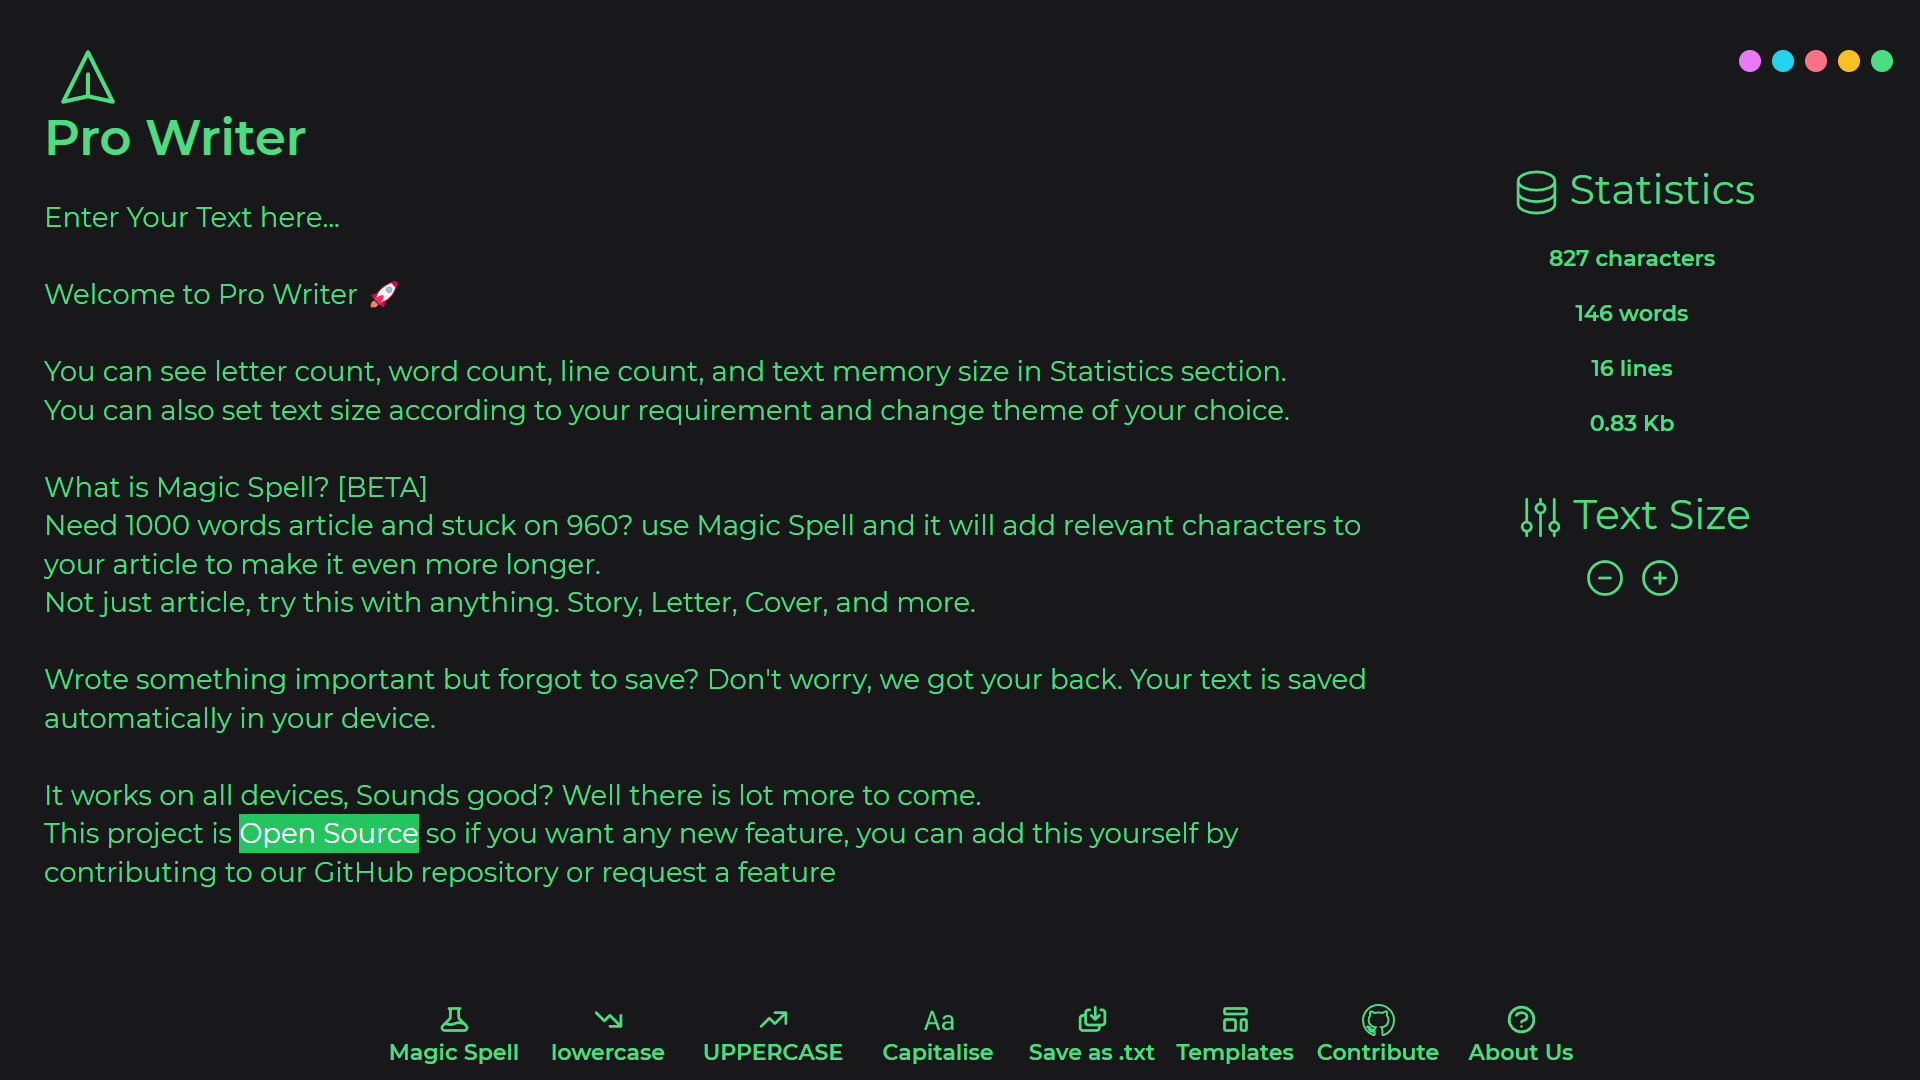 Pro Writer
Enter Your Text here...
Welcome to Pro Writer 🚀
You can see letter count, word count, line count, and text memory size in Statistics section.
You can also set text size according to your requirement and change theme of your choice.
What is Magic Spell? [BETA]
Need 1000 words article and stuck on 960? use Magic Spell and it will add relevant characters to
your article to make it even more longer.
Not just article, try this with anything. Story, Letter, Cover, and more.
Wrote something important but forgot to save? Don't worry, we got your back. Your text is saved
automatically in your device.
It works on all devices, Sounds good? Well there is lot more to come.
This project is Open Source so if you want any new feature, you can add this yourself by
contributing to our GitHub repository or request a feature
Statistics
827 characters
146 words
16 lines
0.83 Kb
Text Size
Magic Spell
lowercase
UPPERCASE
Aa
Capitalise
Save as .txt
Templates
Contribute
About Us